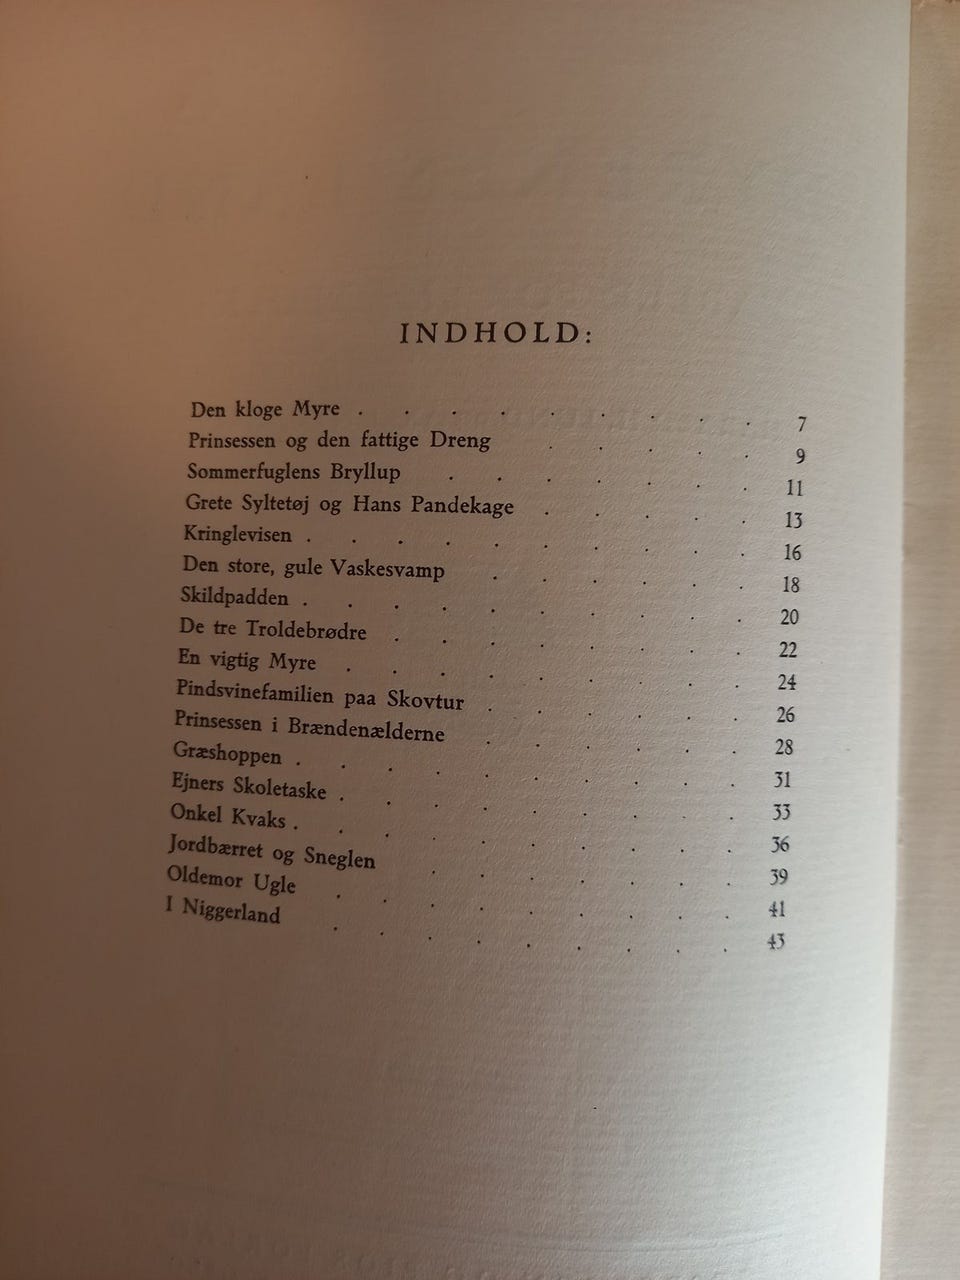 INDHOLD:
Den kloge Myre . . . . . . . . . 7
Prinsessen og den fattige Dreng . . . . . 9
Sommerfuglens Bryllup . . . . . . . 11
Grete Syltetøj og Hans Pandekage . . . . . 13
Kringlevisen . . . . . . . . . . 16
Den store, gule Vaskesvamp . . . . . . 18
Skildpadden . . . . . . . . . . 20
De tre Troldebrødre . . . . . . . . 22
En vigtig Myre . . . . . . . . . 24
Pindsvinefamilien paa Skovtur . . . . . . 26
Prinsessen i Brændenælderne . . . . . . 28
Græshoppen . . . . . . . . . . 31
Ejners Skoletaske . . . . . . . . . 33
Onkel Kvaks . . . . . . . . . . 36
Jordbærret og Sneglen . . . . . . . 39
Oldemor Ugle . . . . . . . . . 41
I Niggerland . . . . . . . . . 43